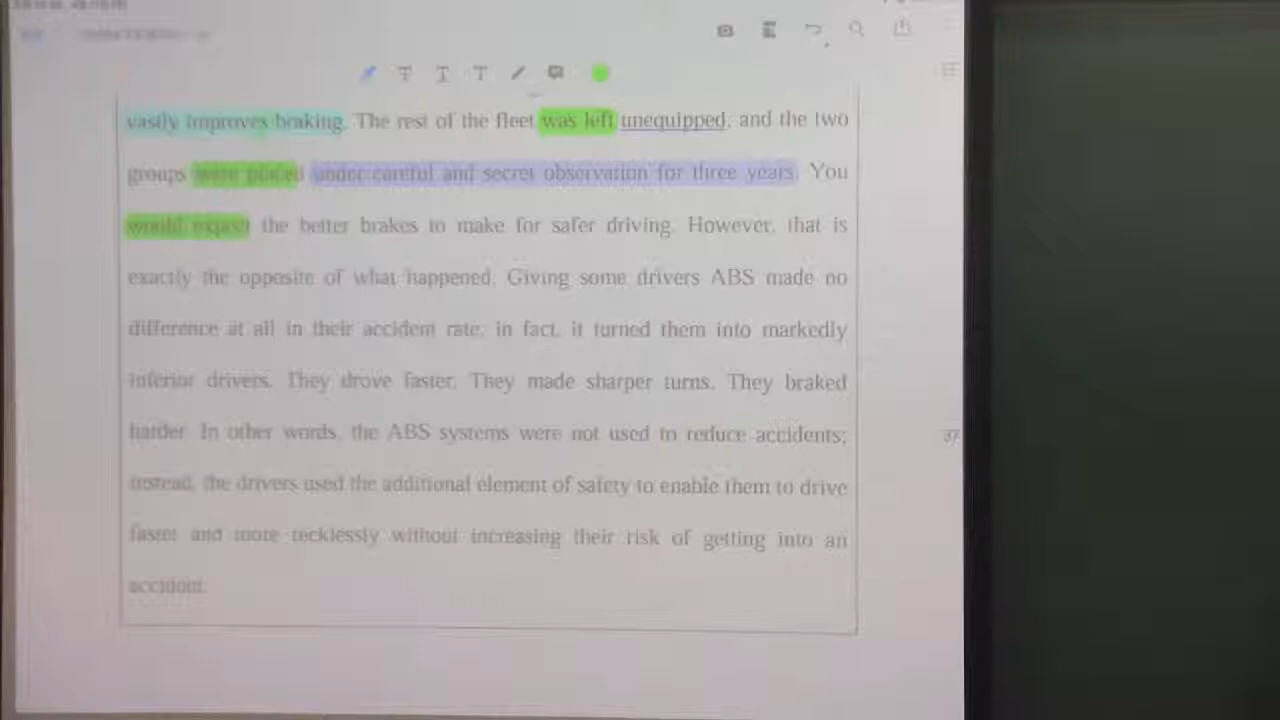 vastly improves braking. The rest of the fleet was left unequipped, and the two
groups were placed under careful and secret observation for three years. You
would expect the better brakes to make for safer driving. However, that is
exactly the opposite of what happened. Giving some drivers ABS made no
difference at all in their accident rate; in fact, it turned them into markedly
inferior drivers. They drove faster. They made sharper turns. They braked
harder. In other words, the ABS systems were not used to reduce accidents;
instead, the drivers used the additional element of safety to enable them to drive
faster and more recklessly without increasing their risk of getting into an
accident.
37